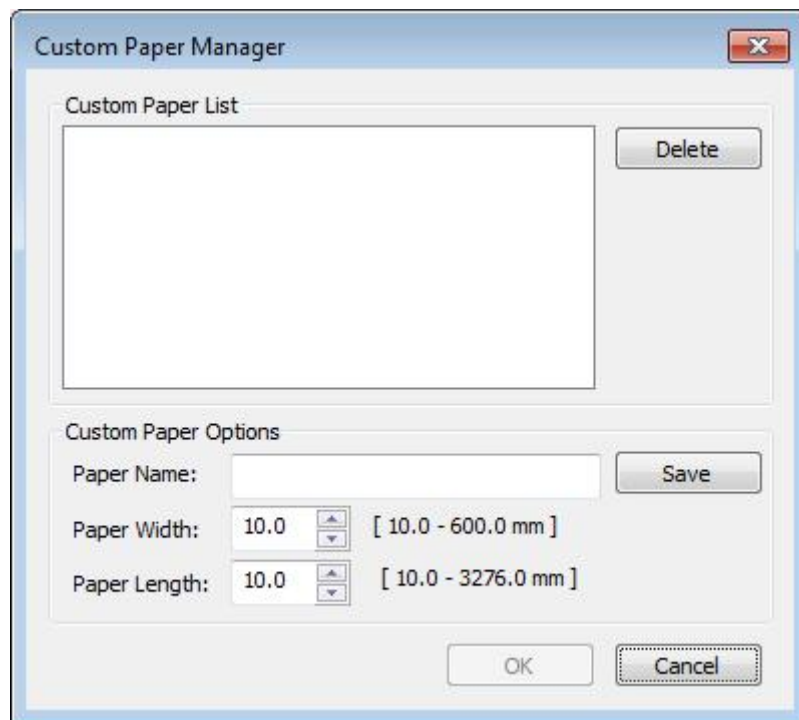 Custom Paper Manager
Custom Paper List
Delete
Custom Paper Options
Paper Name:
Save
Paper Width: 10.0 [ 10.0 - 600.0 mm ]
Paper Length: 10.0 [ 10.0 - 3276.0 mm ]
OK Cancel